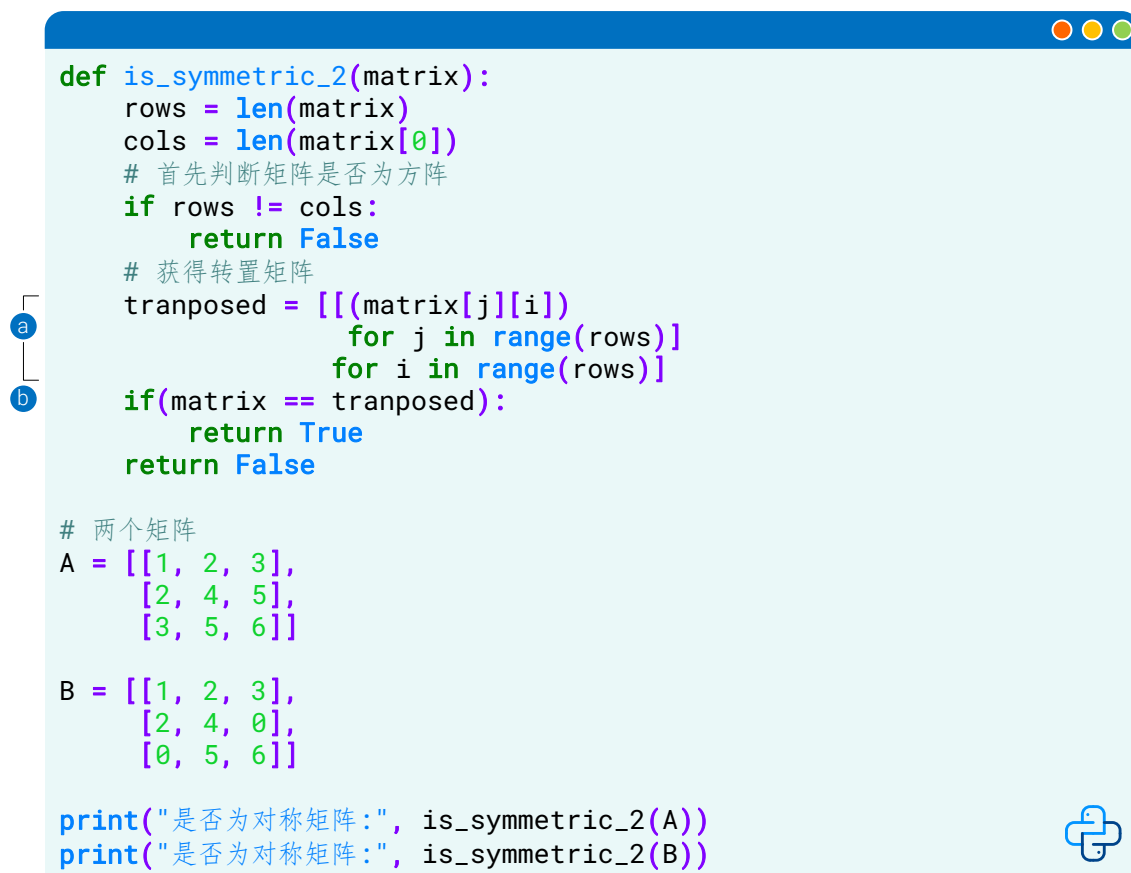 def is_symmetric_2(matrix):
    rows = len(matrix)
    cols = len(matrix[0])
    # 首先判断矩阵是否为方阵
    if rows != cols:
        return False
    # 获得转置矩阵
a
    tranposed = [[(matrix[j][i])
                  for j in range(rows)]
                 for i in range(rows)]
b
    if(matrix == tranposed):
        return True
    return False

# 两个矩阵
A = [[1, 2, 3],
     [2, 4, 5],
     [3, 5, 6]]

B = [[1, 2, 3],
     [2, 4, 0],
     [0, 5, 6]]

print("是否为对称矩阵:", is_symmetric_2(A))
print("是否为对称矩阵:", is_symmetric_2(B))